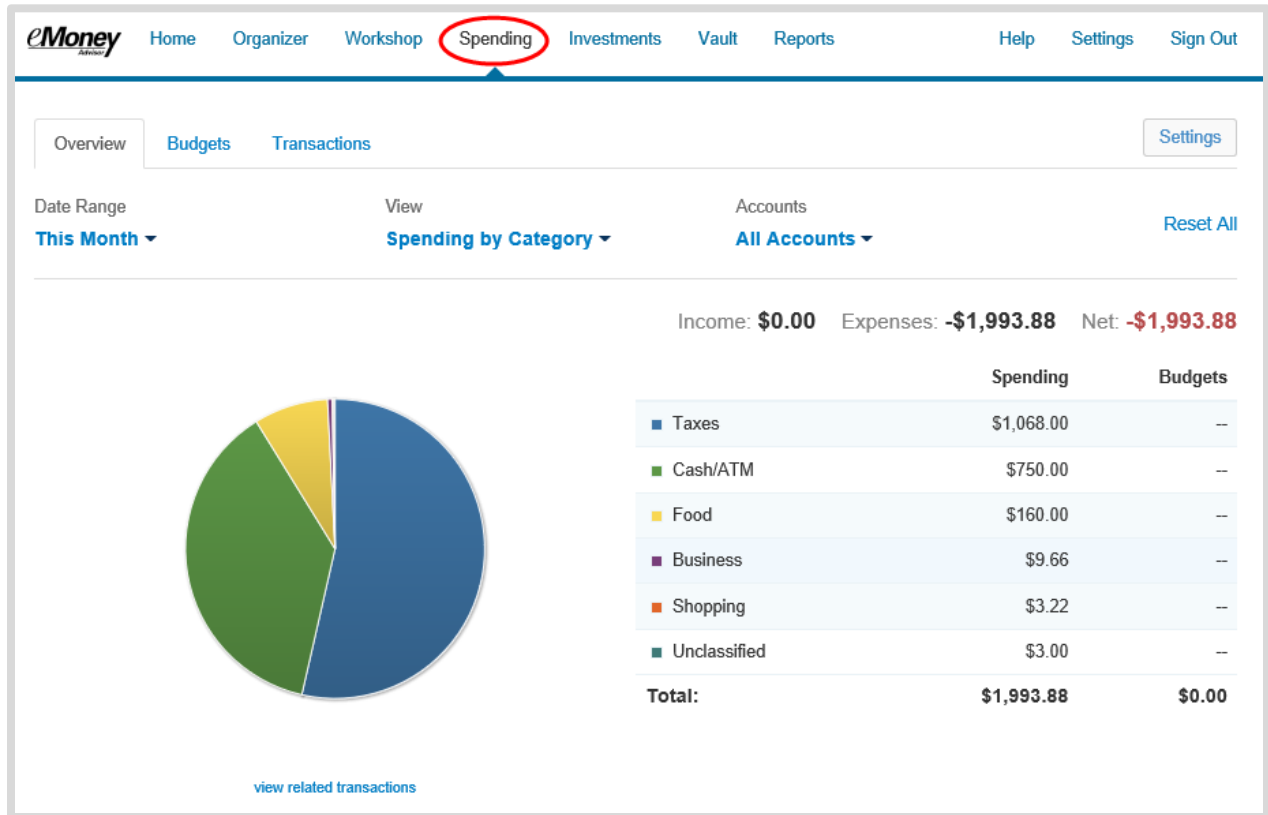 eMoney Advisor Home Organizer Workshop Spending Investments Vault Reports Help Settings Sign Out
Overview Budgets Transactions Settings
Date Range View Accounts
This Month Spending by Category All Accounts Reset All
Income: $0.00 Expenses: -$1,993.88 Net: -$1,993.88
Spending Budgets
Taxes $1,068.00 --
Cash/ATM $750.00 --
Food $160.00 --
Business $9.66 --
Shopping $3.22 --
Unclassified $3.00 --
Total: $1,993.88 $0.00
view related transactions